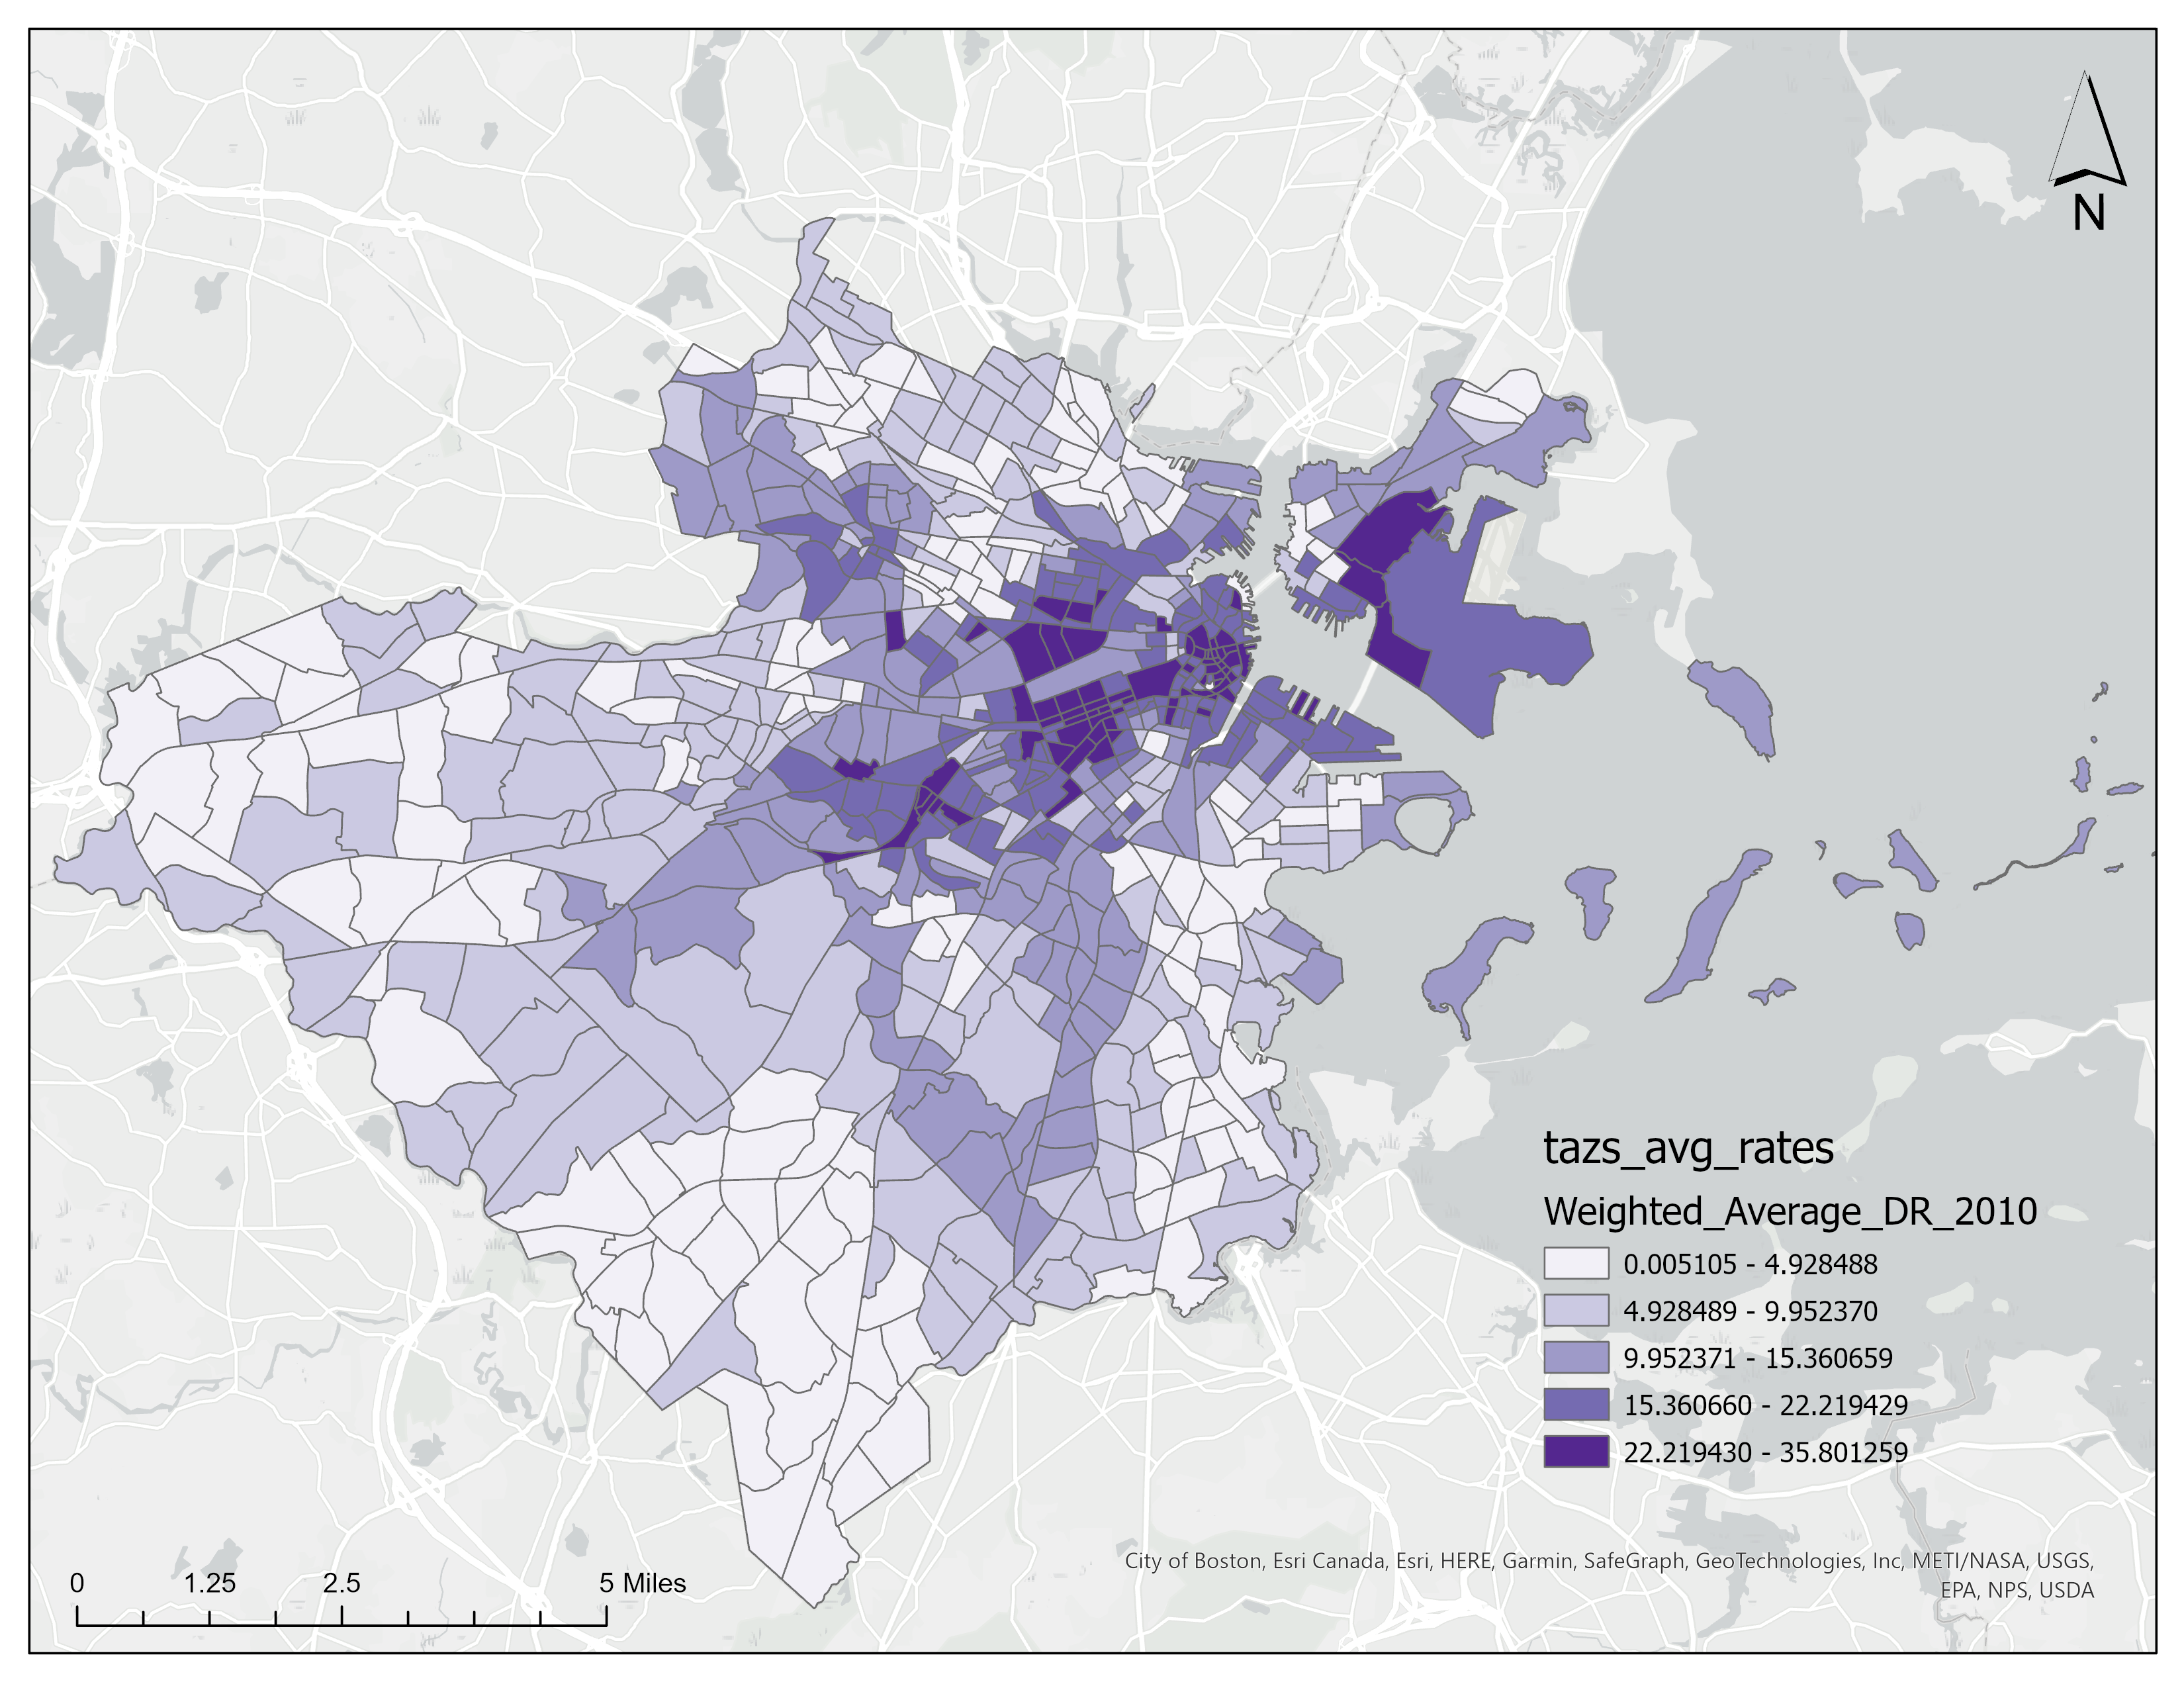 N
tazs_avg_rates
Weighted_Average_DR_2010
0.005105 - 4.928488
4.928489 - 9.952370
9.952371 - 15.360659
15.360660 - 22.219429
22.219430 - 35.801259
City of Boston, Esri Canada, Esri, HERE, Garmin, SafeGraph, GeoTechnologies, Inc, METI/NASA, USGS,
EPA, NPS, USDA
0 1.25 2.5 5 Miles